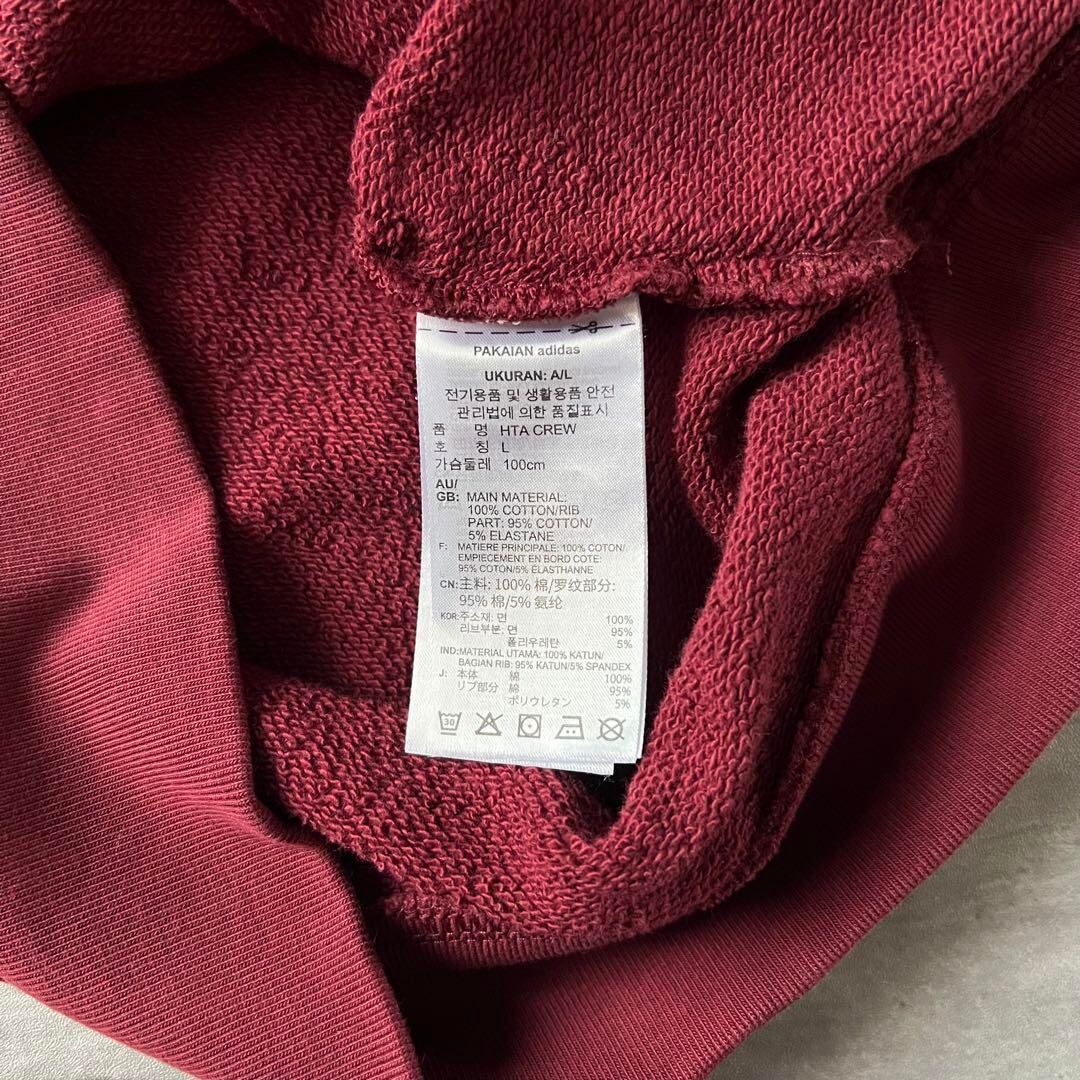 PAKAIAN adidas
UKURAN: A/L
전기용품 및 생활용품 안전
관리법에 의한 품질표시
품 명 HTA CREW
호 칭 L
가슴둘레 100cm
AU/
GB: MAIN MATERIAL:
100% COTTON/RIB
PART: 95% COTTON/
5% ELASTANE
F: MATIERE PRINCIPALE: 100% COTON/
EMPIECEMENT EN BORD COTE:
95% COTON/5% ÉLASTHANNE
CN: 主料: 100% 棉/罗纹部分:
95% 棉/5% 氨纶
KOR: 주소재: 면 100%
리브부분: 면 95%
폴리우레탄 5%
IND: MATERIAL UTAMA: 100% KATUN/
BAGIAN RIB: 95% KATUN/5% SPANDEX
J: 本体 綿 100%
リブ部分 綿 95%
ポリウレタン 5%
30